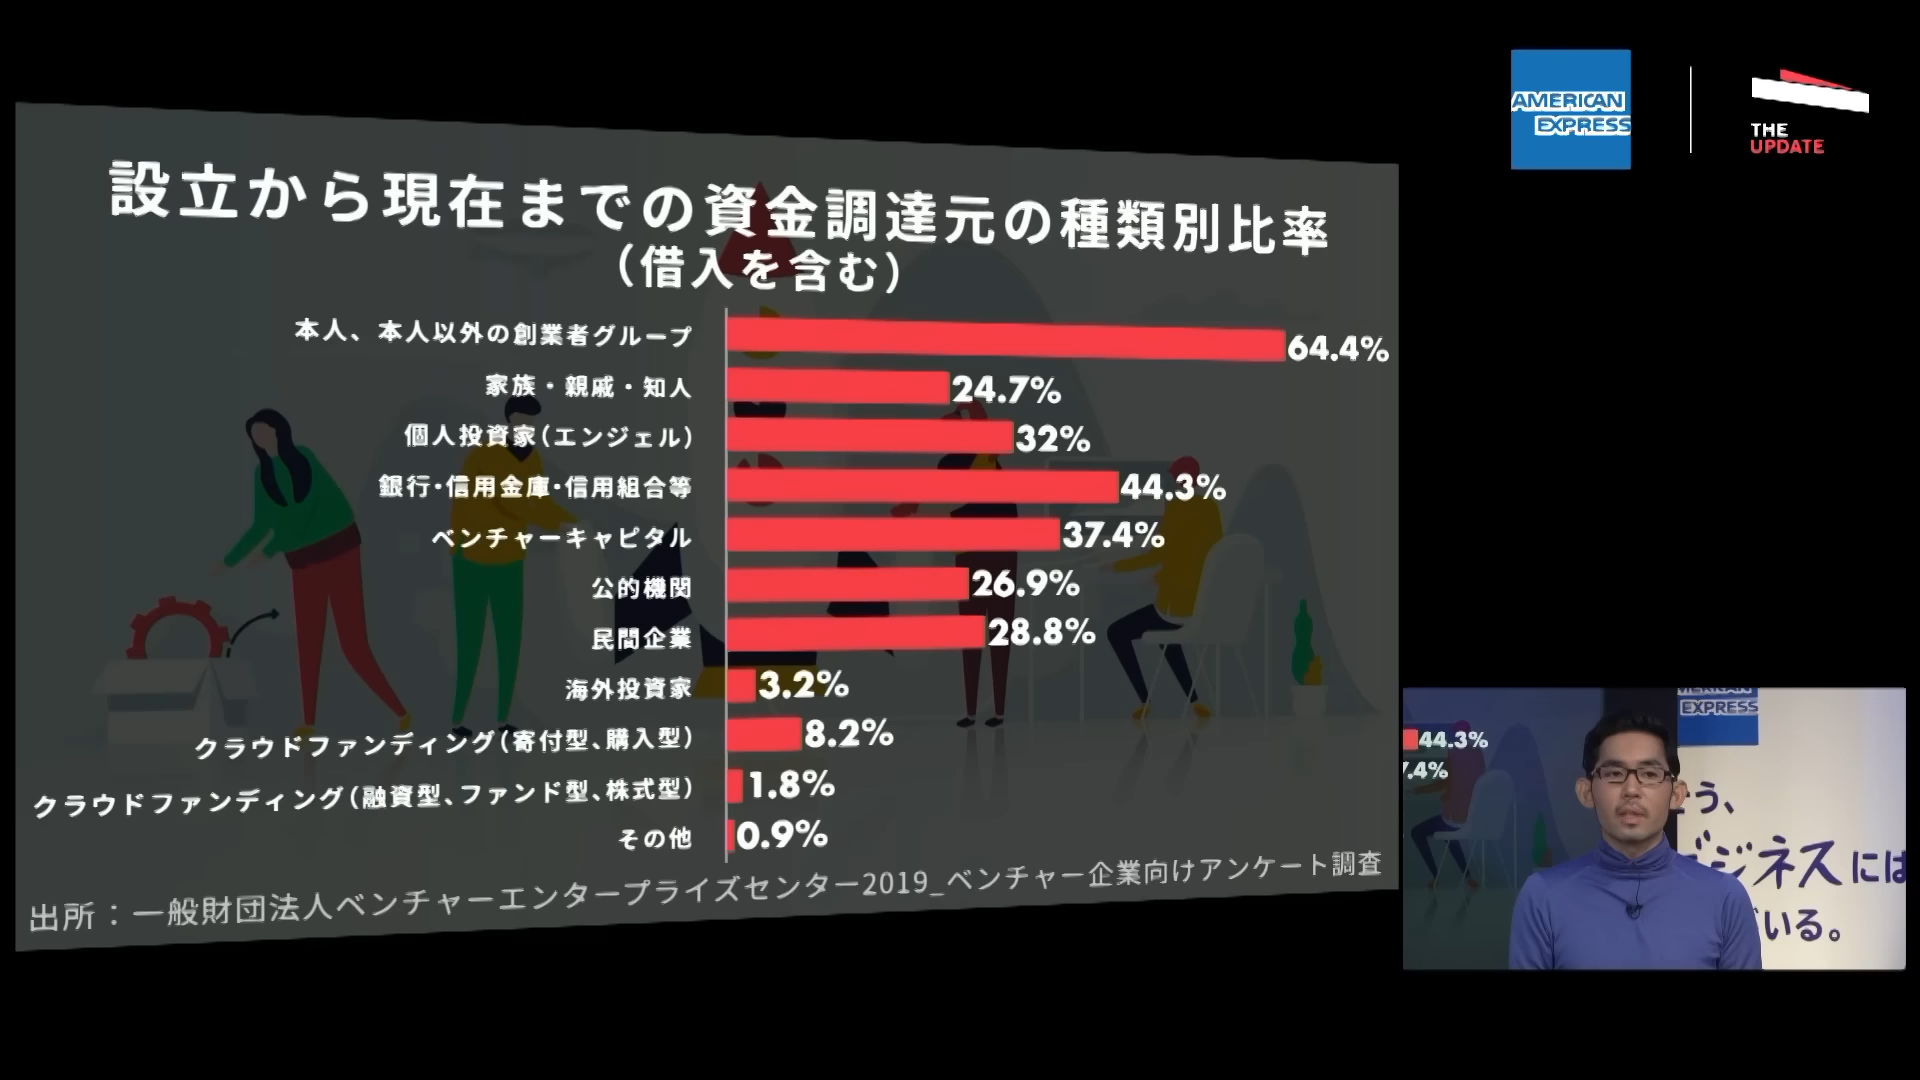 AMERICAN
EXPRESS
THE
UPDATE
設立から現在までの資金調達元の種類別比率
（借入を含む）
本人、本人以外の創業者グループ 64.4%
家族・親戚・知人 24.7%
個人投資家（エンジェル） 32%
銀行・信用金庫・信用組合等 44.3%
ベンチャーキャピタル 37.4%
公的機関 26.9%
民間企業 28.8%
海外投資家 3.2%
クラウドファンディング（寄付型、購入型） 8.2%
クラウドファンディング（融資型、ファンド型、株式型） 1.8%
その他 0.9%
出所：一般財団法人ベンチャーエンタープライズセンター2019_ベンチャー企業向けアンケート調査
44.3%
7.4%
EXPRESS
う、
ビジネスには
いる。